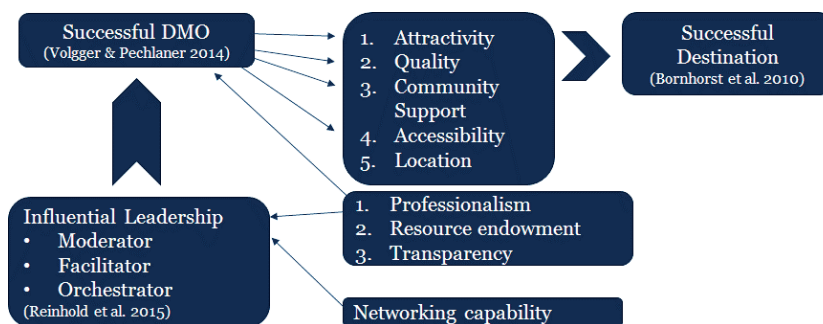 Successful DMO
(Volgger & Pechlaner 2014)
1. Attractivity
2. Quality
3. Community
Support
4. Accessibility
5. Location
Successful
Destination
(Bornhorst et al. 2010)
Influential Leadership
• Moderator
• Facilitator
• Orchestrator
(Reinhold et al. 2015)
1. Professionalism
2. Resource endowment
3. Transparency
Networking capability